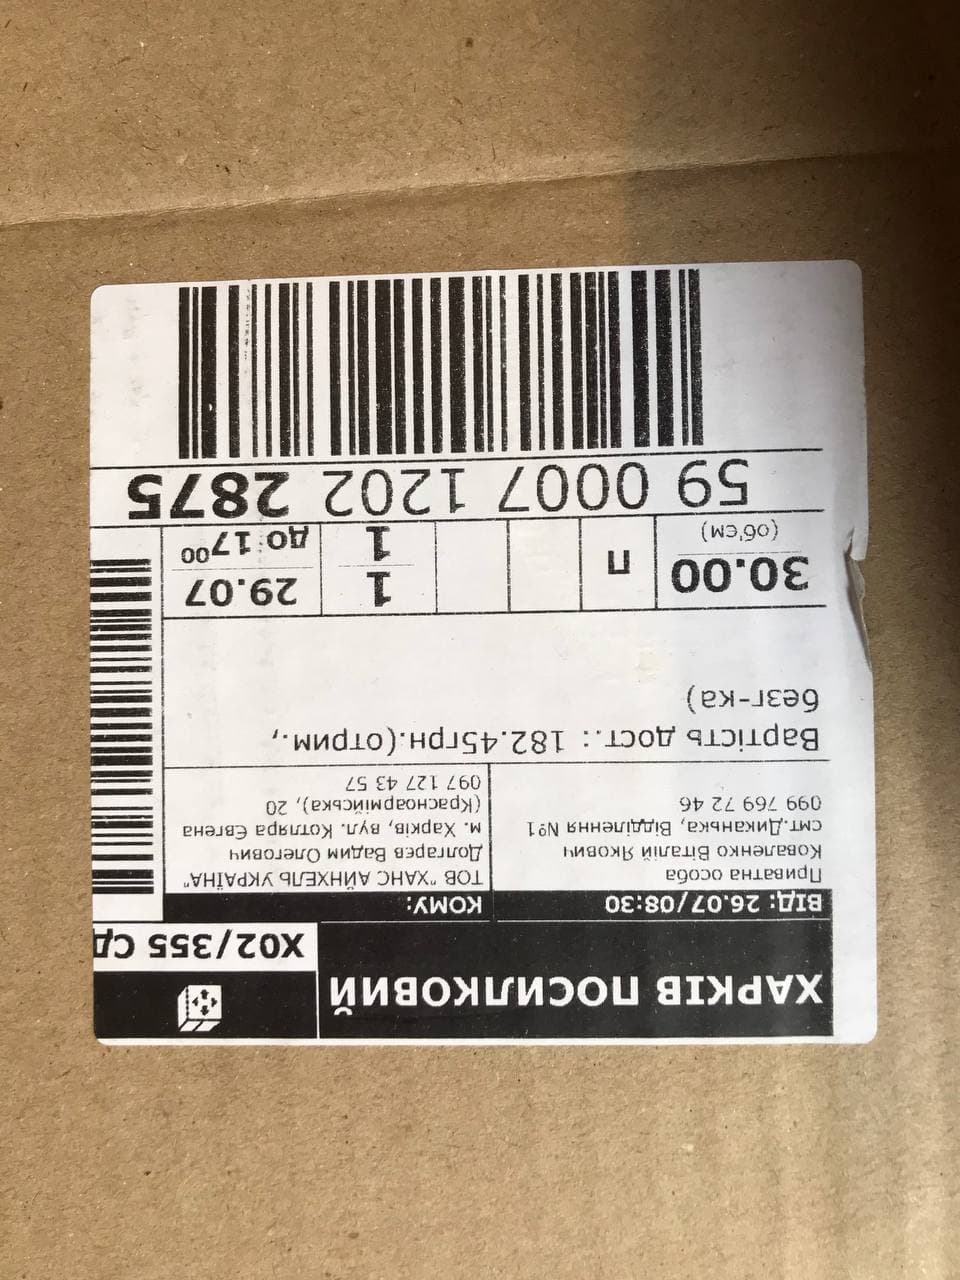 ХАРКІВ ПОСИЛКОВИЙ
Х02/355 СД
ВІД: 26.07/08:30
Приватна особа
Коваленко Віталій Якович
смт.Диканька, Відділення №1
099 769 72 46
КОМУ:
ТОВ "ХАНС АЙНХЕЛЬ УКРАЇНА"
Долгарєв Вадим Олегович
м. Харків, вул. Котляра Євгена
(Красноармійська), 20
097 127 43 57
Вартість дост.: 182.45грн.(отрим.,
безг-ка)
30.00
(об'єм)
П
1
1
29.07
до 17:00
59 0007 1202 2875